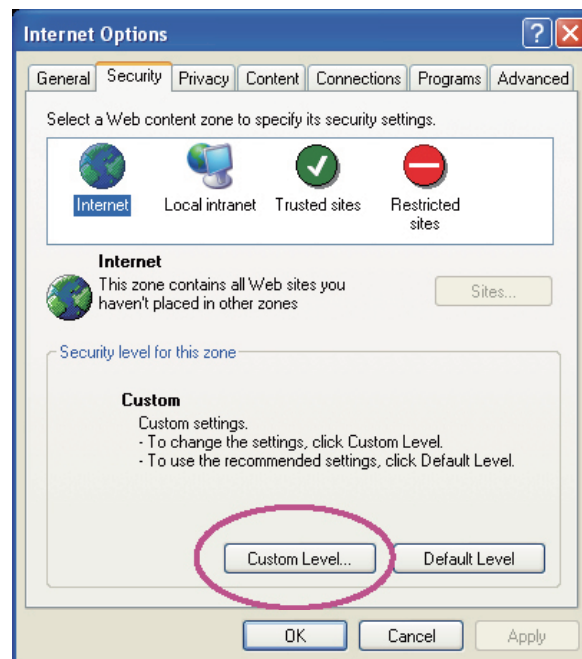 Internet Options
General Security Privacy Content Connections Programs Advanced
Select a Web content zone to specify its security settings.
Internet Local intranet Trusted sites Restricted sites
Internet
This zone contains all Web sites you
haven't placed in other zones
Sites...
Security level for this zone
Custom
Custom settings.
- To change the settings, click Custom Level.
- To use the recommended settings, click Default Level.
Custom Level... Default Level
OK Cancel Apply